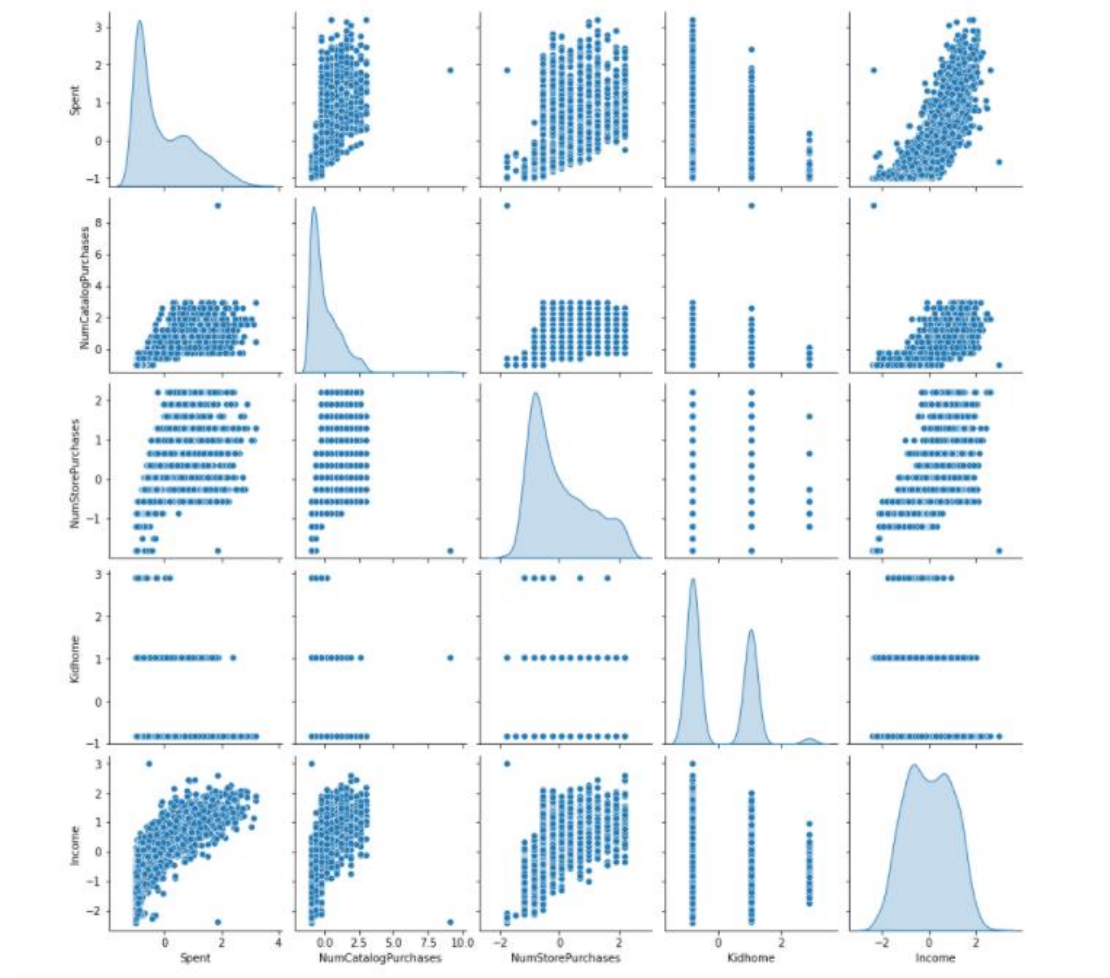 3
2
1
0
−1
Spent
8
6
4
2
0
NumCatalogPurchases
2
1
0
−1
NumStorePurchases
3
2
1
0
−1
Kidhome
3
2
1
0
−1
−2
Income
0 2 4
Spent
0.0 2.5 5.0 7.5 10.0
NumCatalogPurchases
−2 0 2
NumStorePurchases
0 2
Kidhome
−2 0 2
Income